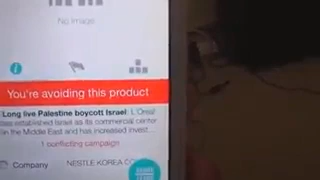 No Image
You're avoiding this product
Long live Palestine boycott Israel: L'Oreal
has established Israel as its commercial center
in the Middle East and has increased invest...
1 conflicting campaign
Company NESTLE KOREA CO